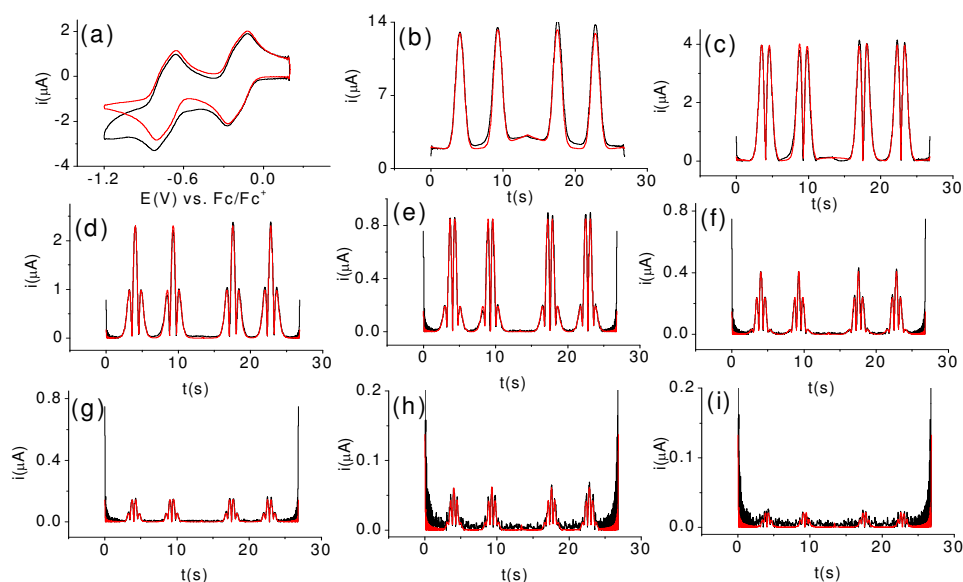 (a)
i(μA)
2
0
-2
-4
-1.2
-0.6
0.0
E(V) vs. Fc/Fc⁺
(b)
i(μA)
14
7
0
0
10
20
30
t(s)
(c)
i(μA)
4
2
0
0
10
20
30
t(s)
(d)
i(μA)
2
1
0
0
10
20
30
t(s)
(e)
i(μA)
0.8
0.4
0.0
0
10
20
30
t(s)
(f)
i(μA)
0.8
0.4
0.0
0
10
20
30
t(s)
(g)
i(μA)
0.8
0.4
0.0
0
10
20
30
t(s)
(h)
i(μA)
0.2
0.1
0.0
0
10
20
30
t(s)
(i)
i(μA)
0.2
0.1
0.0
0
10
20
30
t(s)